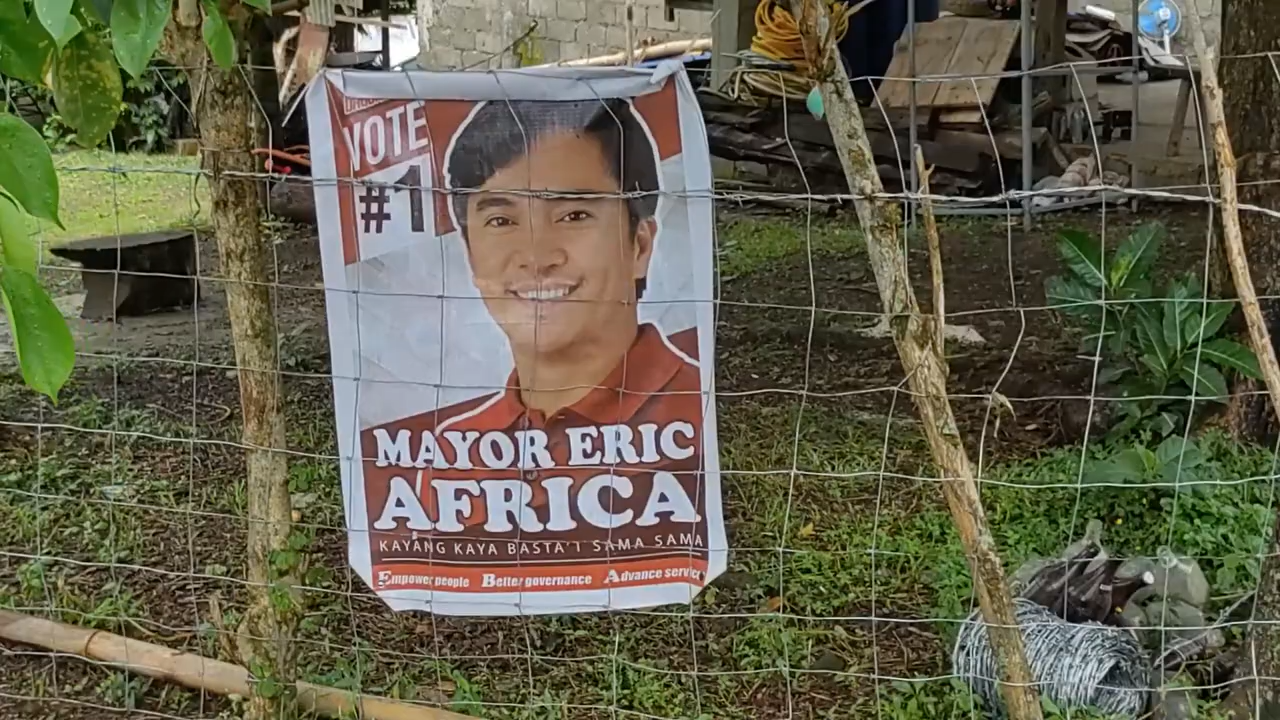 VOTE
#1
MAYOR ERIC
AFRICA
KAYANG KAYA BASTA'T SAMA SAMA
Empower people Better governance Advance service